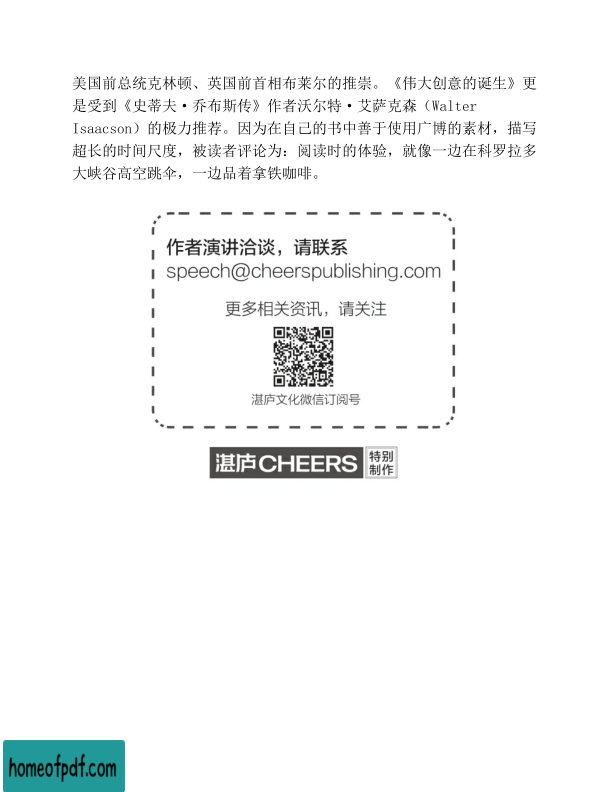 美国前总统克林顿、英国前首相布莱尔的推崇。《伟大创意的诞生》更
是受到《史蒂夫·乔布斯传》作者沃尔特·艾萨克森（Walter
Isaacson）的极力推荐。因为在自己的书中善于使用广博的素材，描写
超长的时间尺度，被读者评论为：阅读时的体验，就像一边在科罗拉多
大峡谷高空跳伞，一边品着拿铁咖啡。
作者演讲洽谈，请联系
speech@cheerspublishing.com
更多相关资讯，请关注
湛庐文化微信订阅号
湛庐CHEERS 特别
制作
homeofpdf.com